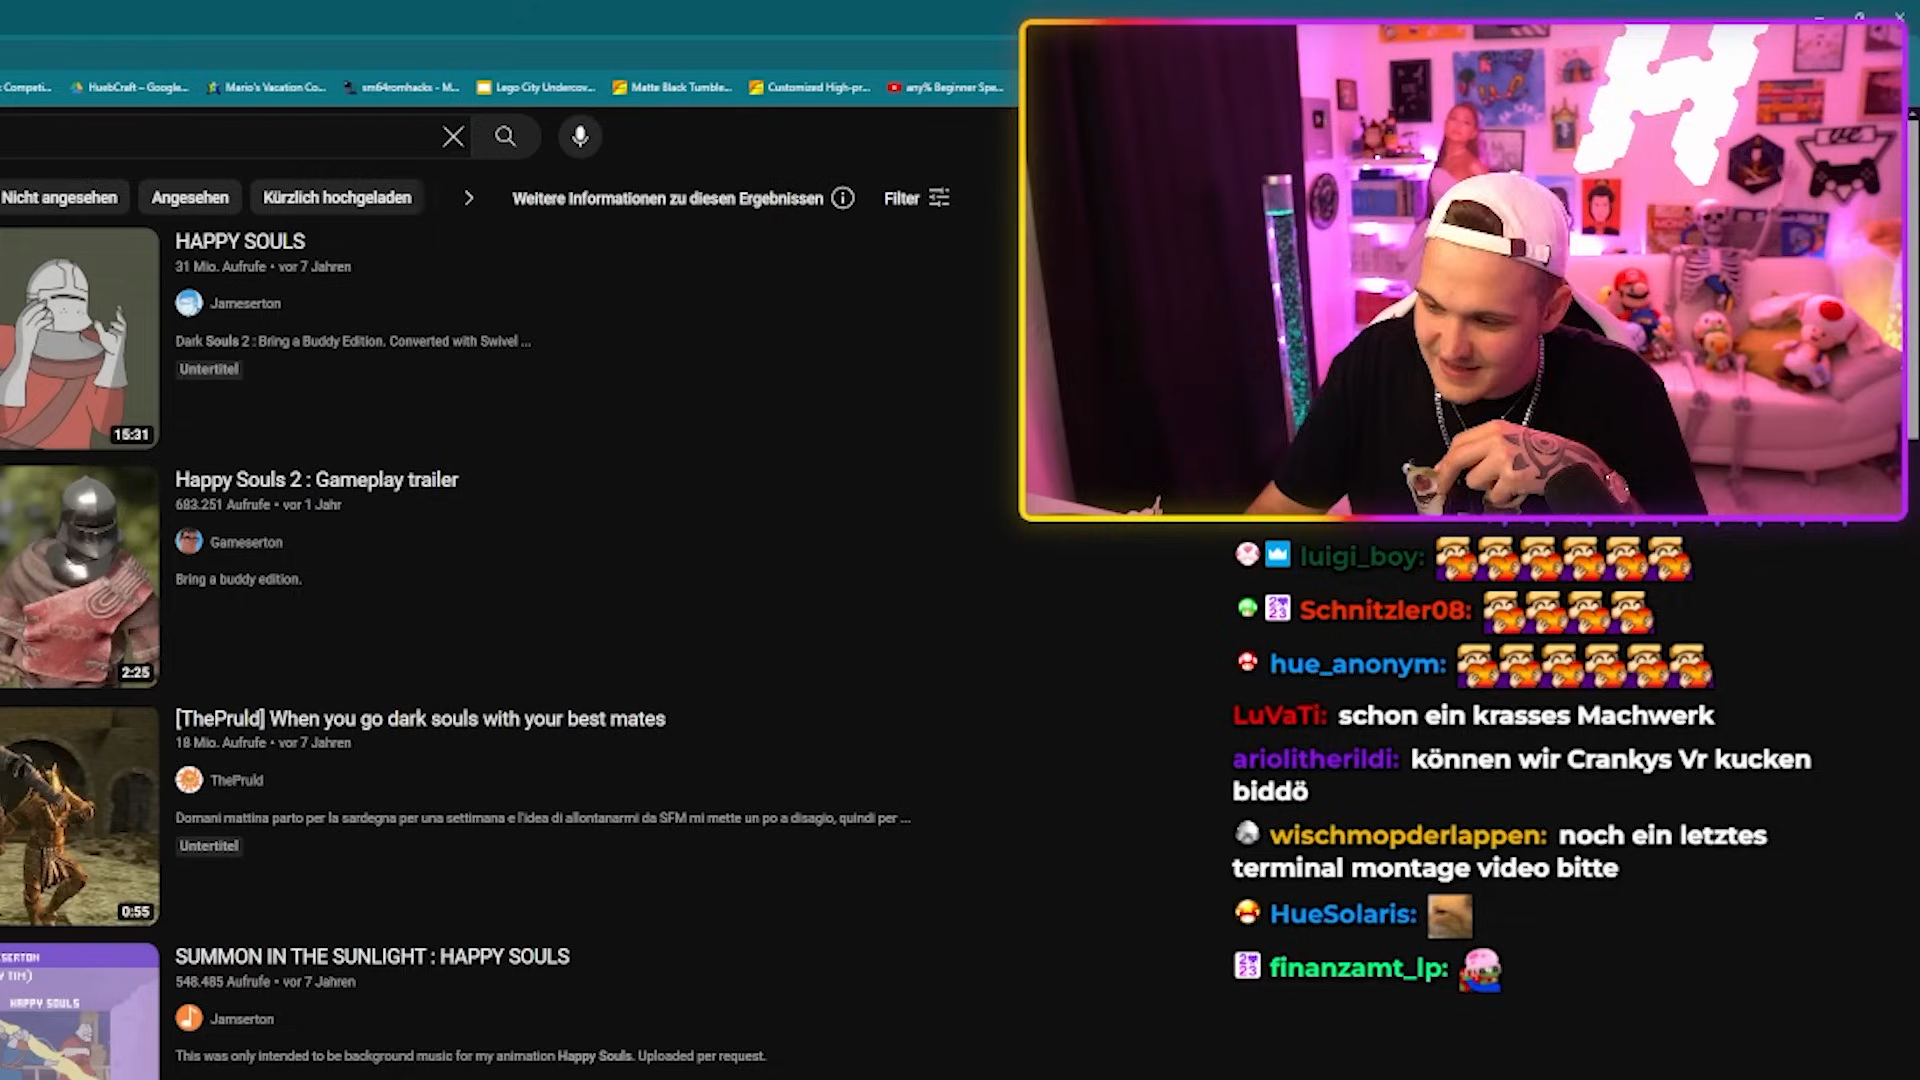 Competi...
HuebCraft – Google...
Mario's Vacation Co...
sm64romhacks - M...
Lego City Undercov...
Matte Black Tumble...
Customized High-pr...
any% Beginner Spe...
Nicht angesehen
Angesehen
Kürzlich hochgeladen
Weitere Informationen zu diesen Ergebnissen
Filter
HAPPY SOULS
31 Mio. Aufrufe • vor 7 Jahren
Jameserton
Dark Souls 2 : Bring a Buddy Edition. Converted with Swivel ...
Untertitel
15:31
Happy Souls 2 : Gameplay trailer
683.251 Aufrufe • vor 1 Jahr
Gameserton
Bring a buddy edition.
2:25
[ThePruld] When you go dark souls with your best mates
18 Mio. Aufrufe • vor 7 Jahren
ThePruld
Domani mattina parto per la sardegna per una settimana e l'idea di allontanarmi da SFM mi mette un po a disagio, quindi per ...
Untertitel
0:55
SUMMON IN THE SUNLIGHT : HAPPY SOULS
548.485 Aufrufe • vor 7 Jahren
Jamserton
This was only intended to be background music for my animation Happy Souls. Uploaded per request.
SERTON
TIM)
HAPPY SOULS
H
luigi_boy:
Schnitzler08:
hue_anonym:
LuVaTi: schon ein krasses Machwerk
ariolitherildi: können wir Crankys Vr kucken
biddö
wischmopderlappen: noch ein letztes
terminal montage video bitte
HueSolaris:
finanzamt_lp: